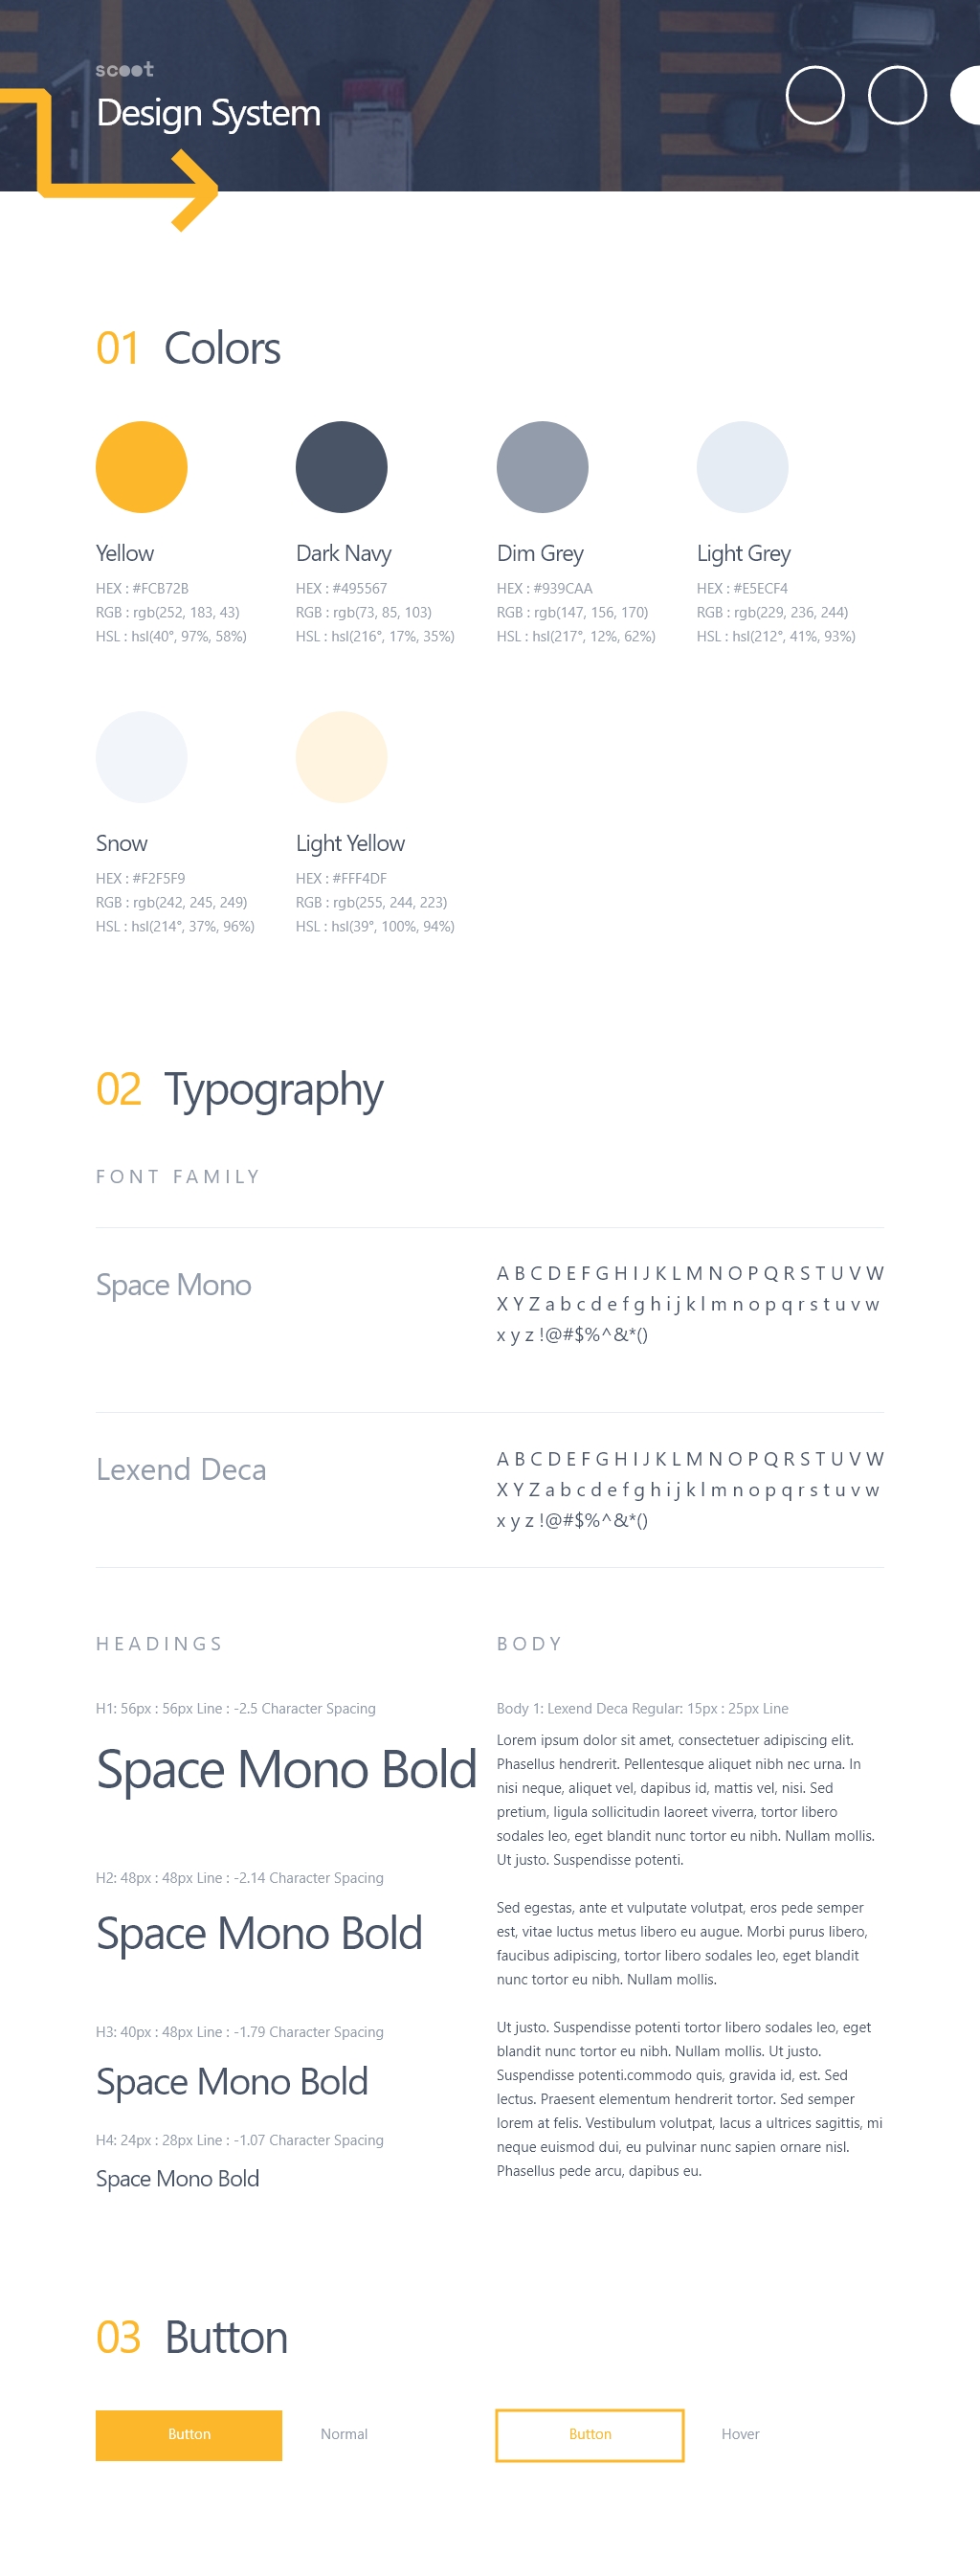 scoot
Design System
01 Colors
Yellow
HEX : #FCB72B
RGB : rgb(252, 183, 43)
HSL : hsl(40°, 97%, 58%)
Dark Navy
HEX : #495567
RGB : rgb(73, 85, 103)
HSL : hsl(216°, 17%, 35%)
Dim Grey
HEX : #939CAA
RGB : rgb(147, 156, 170)
HSL : hsl(217°, 12%, 62%)
Light Grey
HEX : #E5ECF4
RGB : rgb(229, 236, 244)
HSL : hsl(212°, 41%, 93%)
Snow
HEX : #F2F5F9
RGB : rgb(242, 245, 249)
HSL : hsl(214°, 37%, 96%)
Light Yellow
HEX : #FFF4DF
RGB : rgb(255, 244, 223)
HSL : hsl(39°, 100%, 94%)
02 Typography
FONT FAMILY
Space Mono
A B C D E F G H I J K L M N O P Q R S T U V W
X Y Z a b c d e f g h i j k l m n o p q r s t u v w
x y z !@#$%^&*()
Lexend Deca
A B C D E F G H I J K L M N O P Q R S T U V W
X Y Z a b c d e f g h i j k l m n o p q r s t u v w
x y z !@#$%^&*()
HEADINGS
H1: 56px : 56px Line : -2.5 Character Spacing
Space Mono Bold
H2: 48px : 48px Line : -2.14 Character Spacing
Space Mono Bold
H3: 40px : 48px Line : -1.79 Character Spacing
Space Mono Bold
H4: 24px : 28px Line : -1.07 Character Spacing
Space Mono Bold
BODY
Body 1: Lexend Deca Regular: 15px : 25px Line
Lorem ipsum dolor sit amet, consectetuer adipiscing elit.
Phasellus hendrerit. Pellentesque aliquet nibh nec urna. In
nisi neque, aliquet vel, dapibus id, mattis vel, nisi. Sed
pretium, ligula sollicitudin laoreet viverra, tortor libero
sodales leo, eget blandit nunc tortor eu nibh. Nullam mollis.
Ut justo. Suspendisse potenti.
Sed egestas, ante et vulputate volutpat, eros pede semper
est, vitae luctus metus libero eu augue. Morbi purus libero,
faucibus adipiscing, tortor libero sodales leo, eget blandit
nunc tortor eu nibh. Nullam mollis.
Ut justo. Suspendisse potenti tortor libero sodales leo, eget
blandit nunc tortor eu nibh. Nullam mollis. Ut justo.
Suspendisse potenti.commodo quis, gravida id, est. Sed
lectus. Praesent elementum hendrerit tortor. Sed semper
lorem at felis. Vestibulum volutpat, lacus a ultrices sagittis, mi
neque euismod dui, eu pulvinar nunc sapien ornare nisl.
Phasellus pede arcu, dapibus eu.
03 Button
Button
Normal
Button
Hover